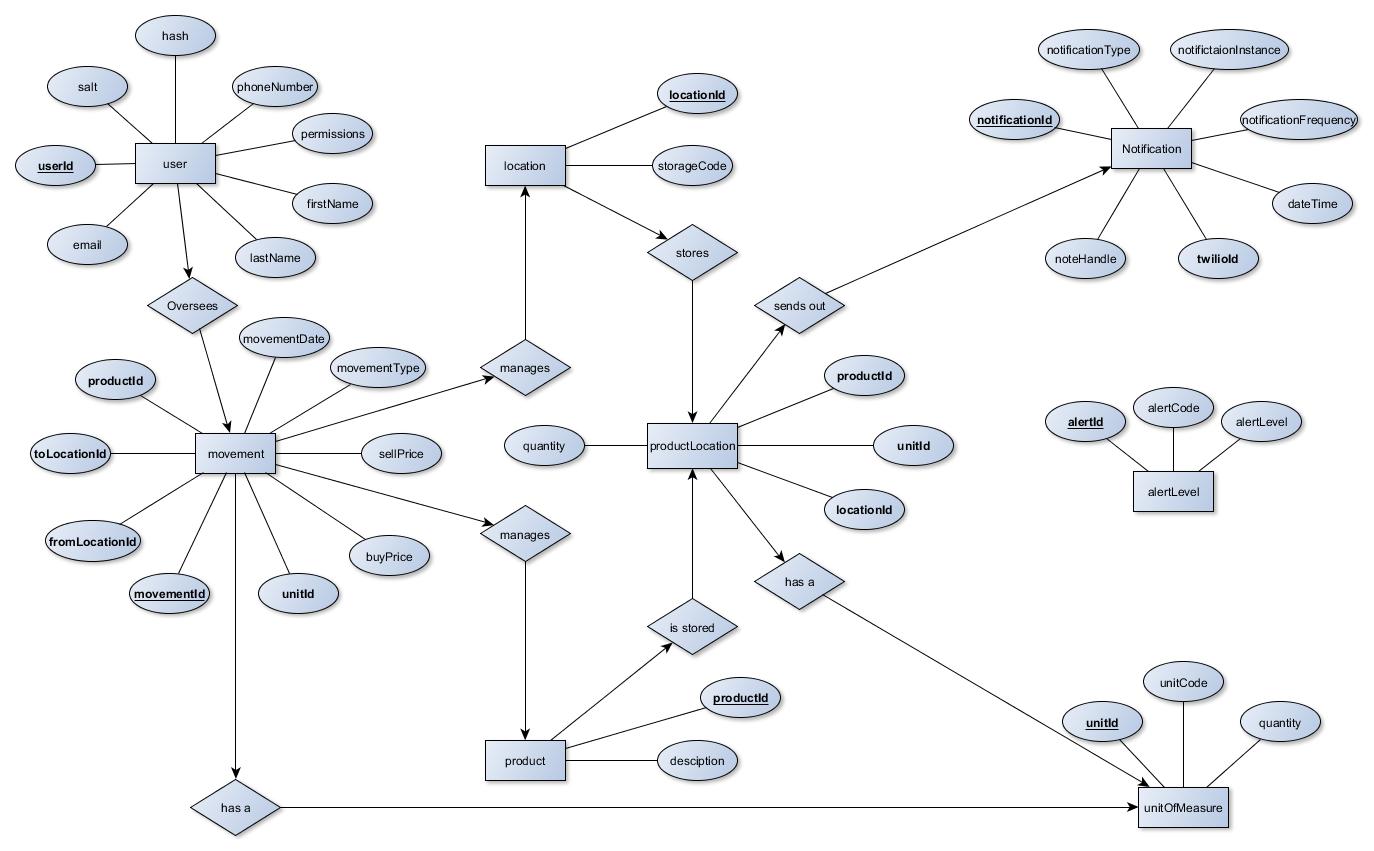 hash
salt
phoneNumber
permissions
userId
user
firstName
email
lastName
Oversees
movementDate
movementType
productId
toLocationId
movement
sellPrice
fromLocationId
buyPrice
movementId
unitId
has a
locationId
location
storageCode
stores
manages
manages
quantity
productLocation
productId
unitId
locationId
sends out
has a
is stored
productId
product
desciption
notificationType
notifictaionInstance
notificationId
notificationFrequency
Notification
dateTime
noteHandle
twilioId
alertCode
alertId
alertLevel
alertLevel
unitCode
unitId
quantity
unitOfMeasure